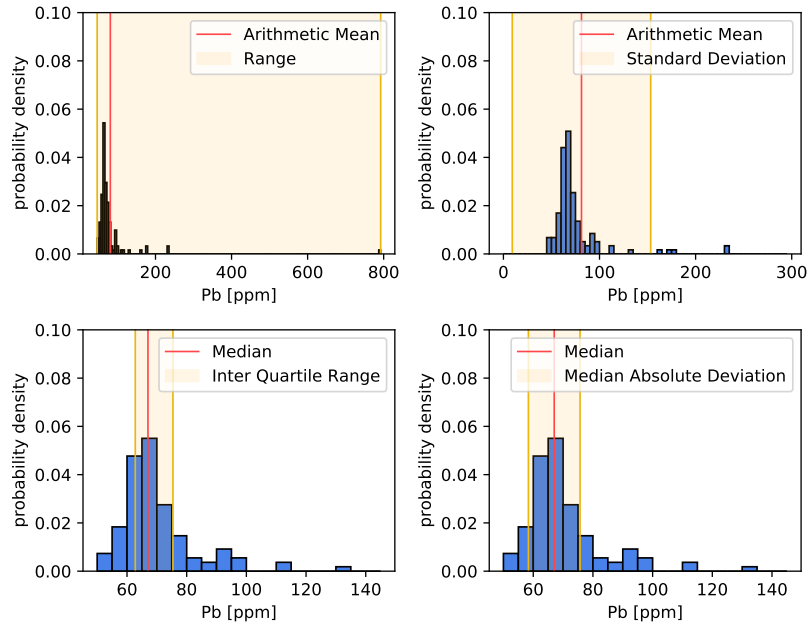 Arithmetic Mean
Range
probability density
0.10
0.08
0.06
0.04
0.02
0.00
200 400 600 800
Pb [ppm]
Arithmetic Mean
Standard Deviation
probability density
0.10
0.08
0.06
0.04
0.02
0.00
0 100 200 300
Pb [ppm]
Median
Inter Quartile Range
probability density
0.10
0.08
0.06
0.04
0.02
0.00
60 80 100 120 140
Pb [ppm]
Median
Median Absolute Deviation
probability density
0.10
0.08
0.06
0.04
0.02
0.00
60 80 100 120 140
Pb [ppm]